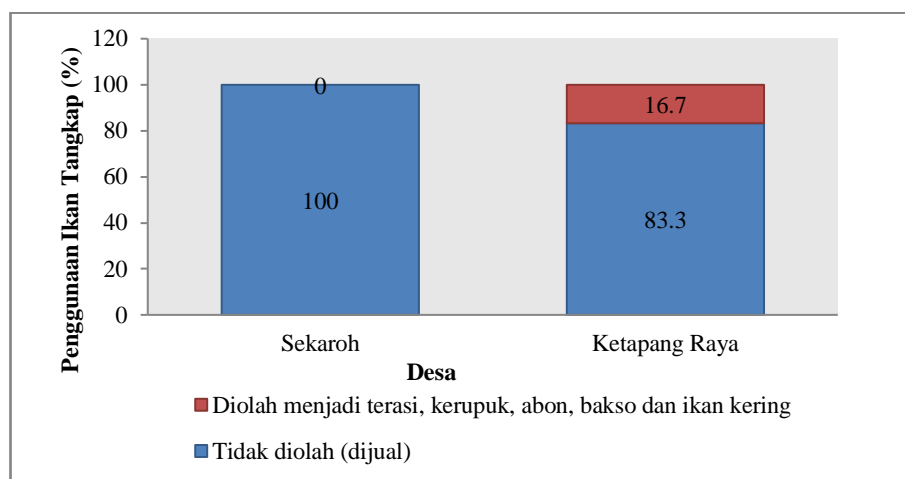 Penggunaan Ikan Tangkap (%)
120
100
80
60
40
20
0
0
100
16.7
83.3
Sekaroh
Ketapang Raya
Desa
Diolah menjadi terasi, kerupuk, abon, bakso dan ikan kering
Tidak diolah (dijual)